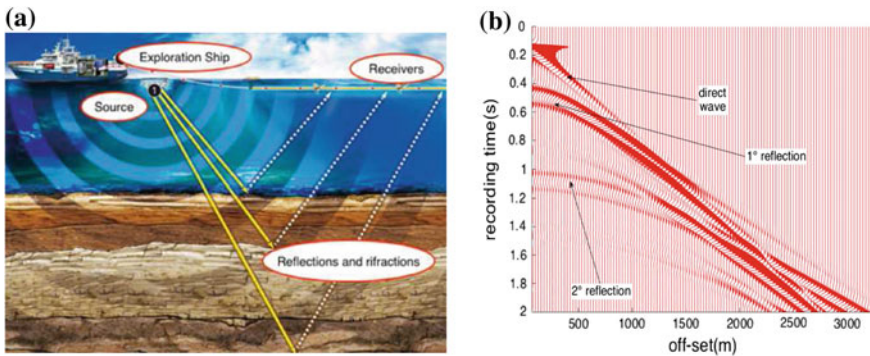 (a)
Exploration Ship
Receivers
Source
1
Reflections and rifractions
(b)
0
0.2
0.4
0.6
0.8
1
1.2
1.4
1.6
1.8
2
recording time(s)
direct
wave
1° reflection
2° reflection
500
1000
1500
2000
2500
3000
off-set(m)